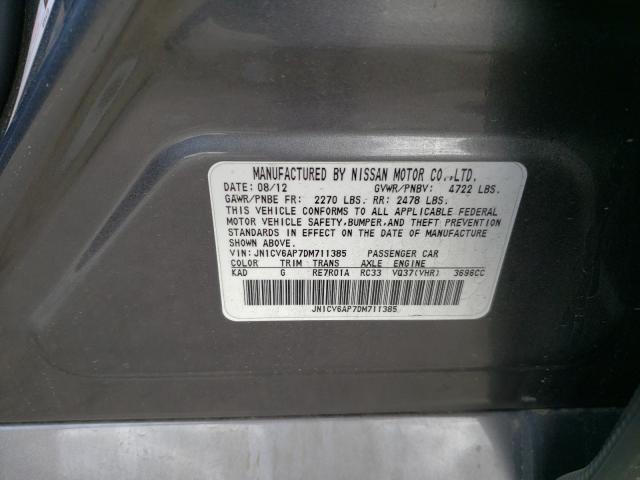 MANUFACTURED BY NISSAN MOTOR CO.,LTD.
DATE: 08/12 GVWR/PNBV: 4722 LBS.
GAWR/PNBE FR: 2270 LBS. RR: 2478 LBS.
THIS VEHICLE CONFORMS TO ALL APPLICABLE FEDERAL
MOTOR VEHICLE SAFETY, BUMPER, AND THEFT PREVENTION
STANDARDS IN EFFECT ON THE DATE OF MANUFACTURE
SHOWN ABOVE.
VIN: JN1CV6AP7DM711385 PASSENGER CAR
COLOR TRIM TRANS AXLE ENGINE
KAD G RE7R01A RC33 VQ37(VHR) 3696CC
JN1CV6AP7DM711385